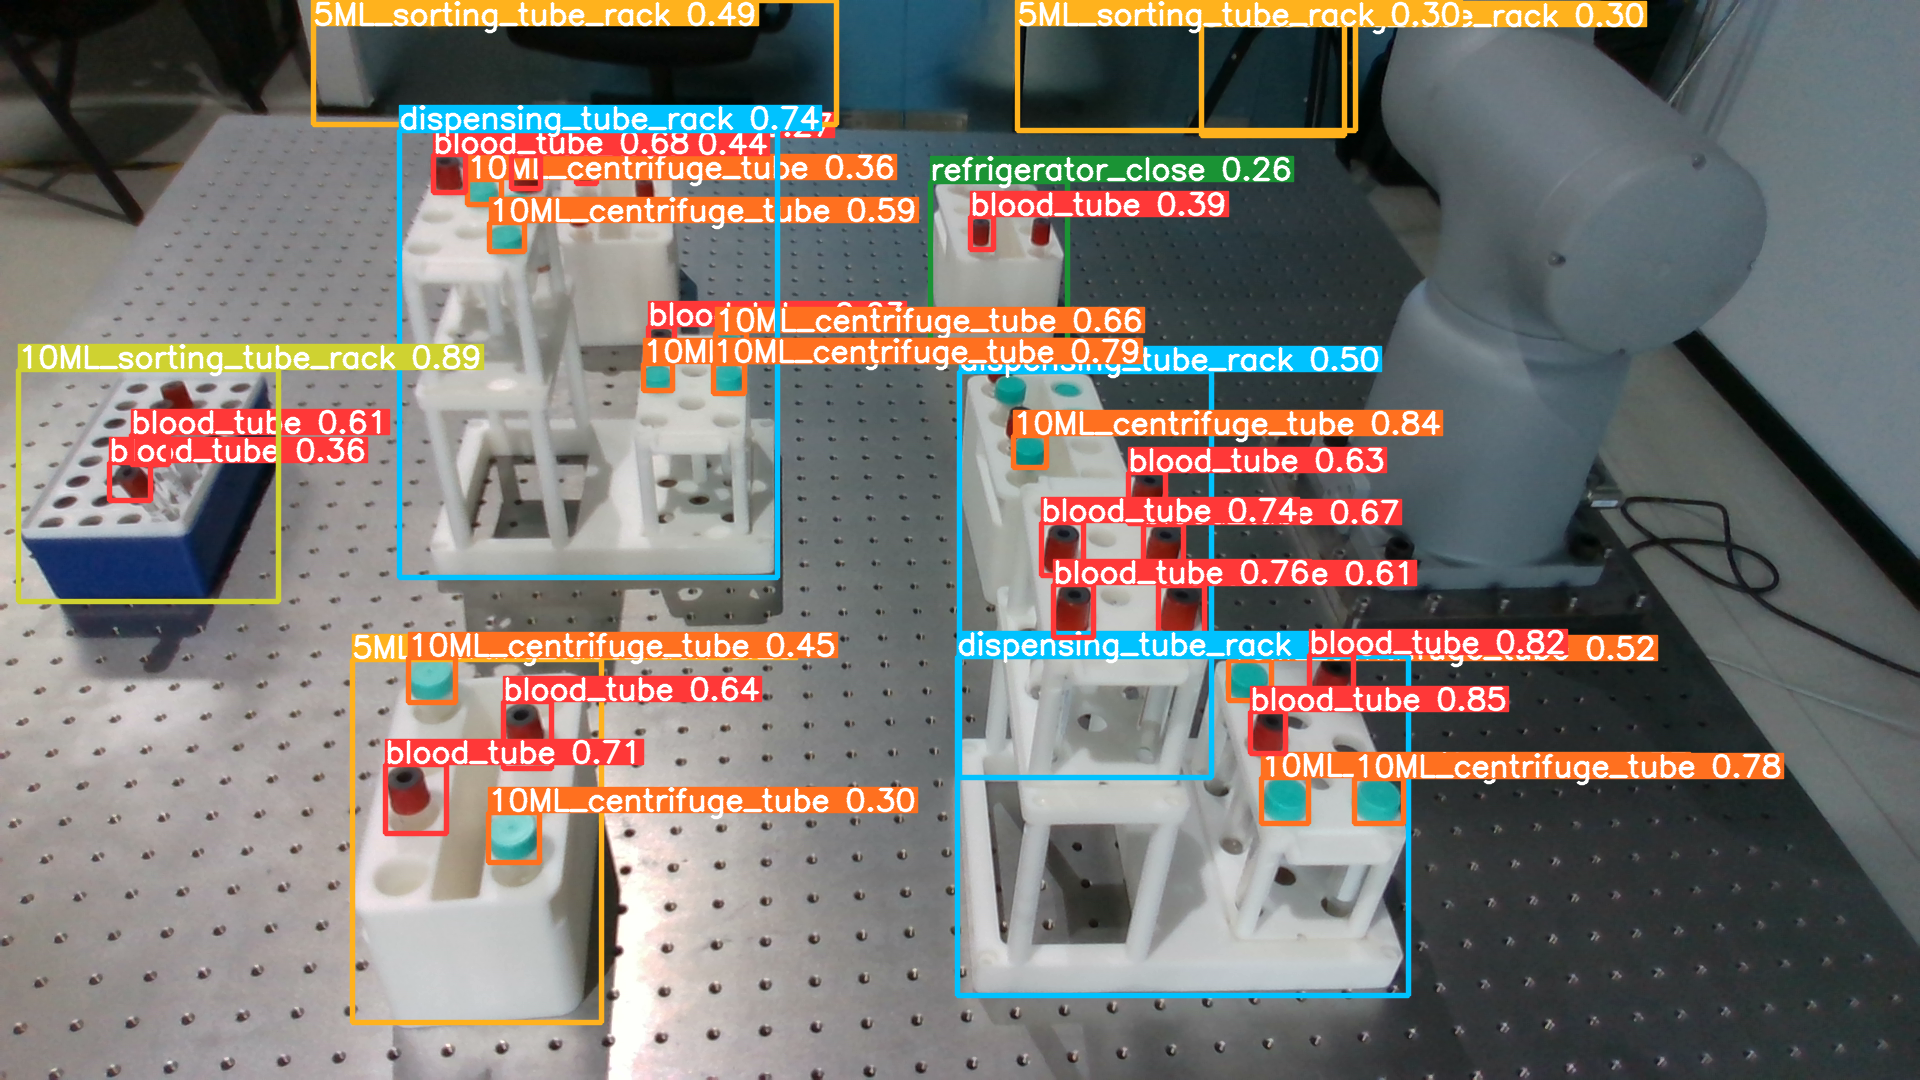 5ML_sorting_tube_rack 0.49
5ML_sorting_tube_rack 0.30
_rack 0.30
dispensing_tube_rack 0.74
blood_tube 0.68
0.44
10ML_centrifuge_tube 0.36
refrigerator_close 0.26
10ML_centrifuge_tube 0.59
blood_tube 0.39
10ML_centrifuge_tube 0.66
10ML_sorting_tube_rack 0.89
10ML_centrifuge_tube 0.79
tube_rack 0.50
blood_tube 0.61
10ML_centrifuge_tube 0.84
blood_tube 0.36
blood_tube 0.63
blood_tube 0.74
0.67
blood_tube 0.76
0.61
5ML
10ML_centrifuge_tube 0.45
dispensing_tube_rack
blood_tube 0.82
0.52
blood_tube 0.64
blood_tube 0.85
blood_tube 0.71
10ML_
10ML_centrifuge_tube 0.78
10ML_centrifuge_tube 0.30